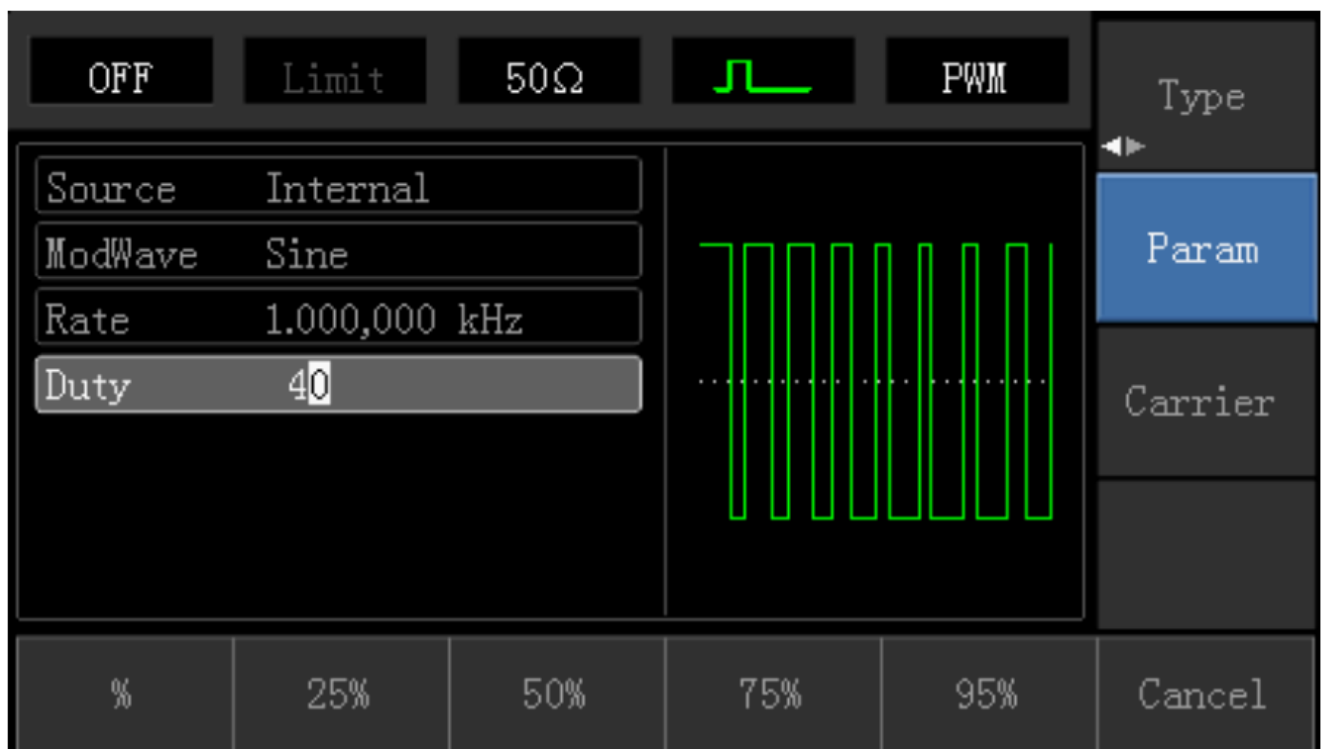 OFF Limit 50Ω PWM
Type
Source Internal
ModWave Sine
Rate 1.000,000 kHz
Duty 40
Param
Carrier
% 25% 50% 75% 95% Cancel